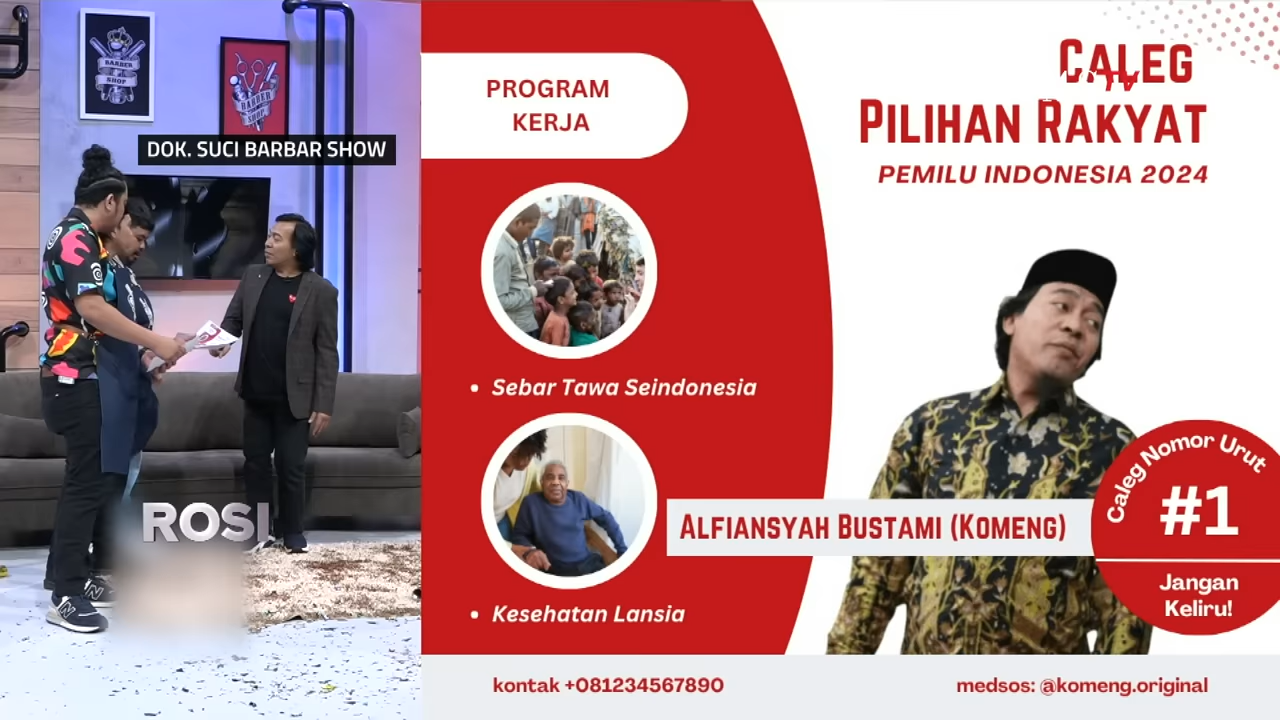 BARBER
SHOP
BARBER
SHOP
DOK. SUCI BARBAR SHOW
ROSI
PROGRAM
KERJA
Sebar Tawa Seindonesia
Kesehatan Lansia
CALEG
TV
PILIHAN RAKYAT
PEMILU INDONESIA 2024
ALFIANSYAH BUSTAMI (KOMENG)
Caleg Nomor Urut
#1
Jangan
Keliru!
kontak +081234567890
medsos: @komeng.original